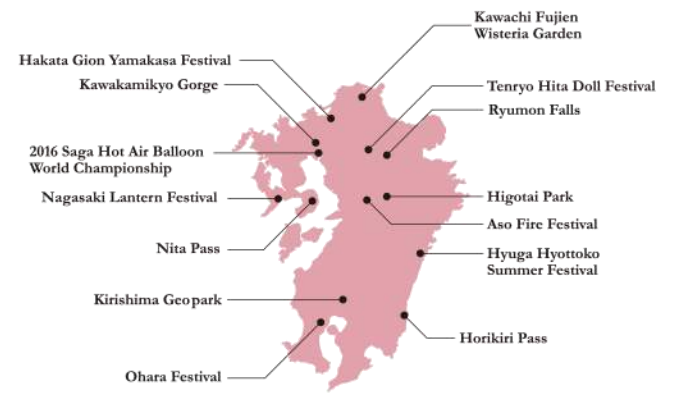 Kawachi Fujien
Wisteria Garden
Hakata Gion Yamakasa Festival
Kawakamikyo Gorge
Tenryo Hita Doll Festival
Ryumon Falls
2016 Saga Hot Air Balloon
World Championship
Nagasaki Lantern Festival
Higotai Park
Aso Fire Festival
Nita Pass
Hyuga Hyottoko
Summer Festival
Kirishima Geopark
Horikiri Pass
Ohara Festival